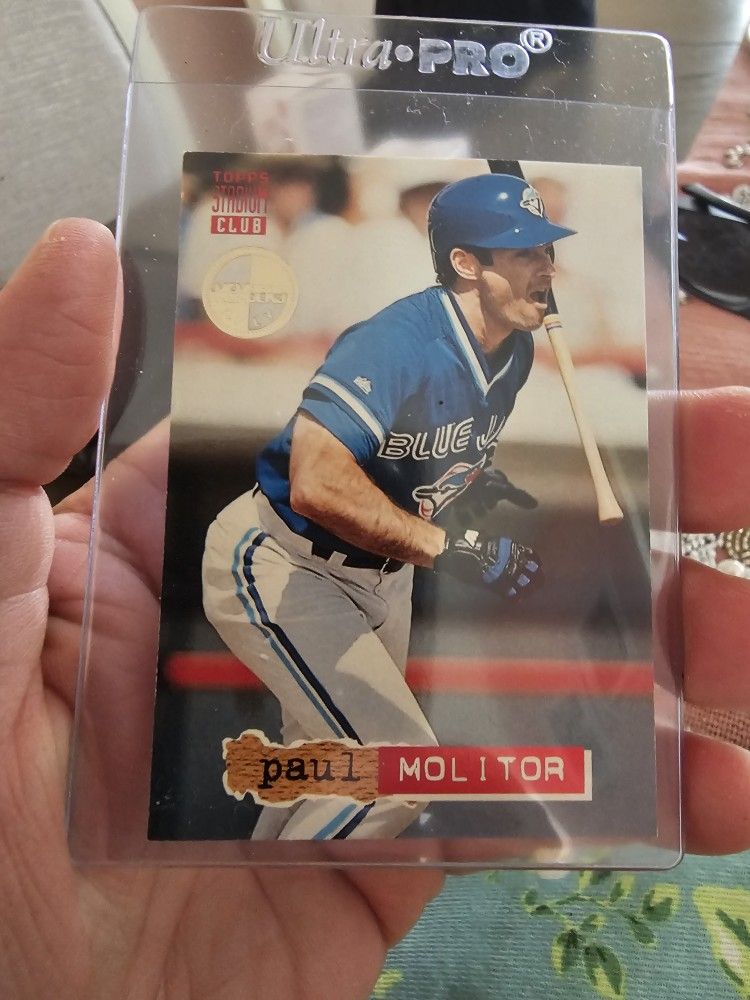 Ultra•PRO®
TOPPS
STADIUM
CLUB
BLUE JA
paul MOLITOR